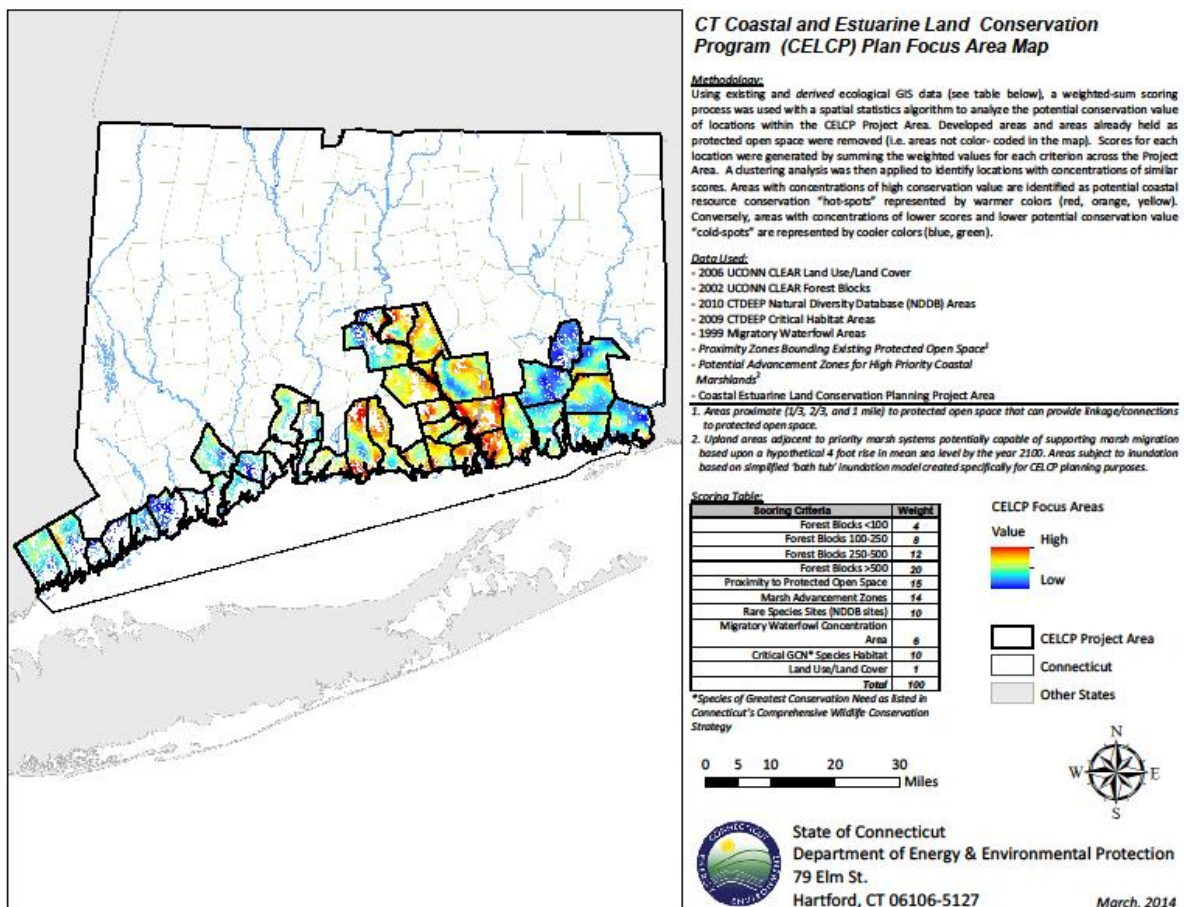 CT Coastal and Estuarine Land Conservation
Program (CELCP) Plan Focus Area Map
Methodology:
Using existing and derived ecological GIS data (see table below), a weighted-sum scoring
process was used with a spatial statistics algorithm to analyze the potential conservation value
of locations within the CELCP Project Area. Developed areas and areas already held as
protected open space were removed (i.e. areas not color- coded in the map). Scores for each
location were generated by summing the weighted values for each criterion across the Project
Area. A clustering analysis was then applied to identify locations with concentrations of similar
scores. Areas with concentrations of high conservation value are identified as potential coastal
resource conservation "hot-spots" represented by warmer colors (red, orange, yellow).
Conversely, areas with concentrations of lower scores and lower potential conservation value
"cold-spots" are represented by cooler colors (blue, green).
Data Used:
- 2006 UCONN CLEAR Land Use/Land Cover
- 2002 UCONN CLEAR Forest Blocks
- 2010 CTDEEP Natural Diversity Database (NDDB) Areas
- 2009 CTDEEP Critical Habitat Areas
- 1999 Migratory Waterfowl Areas
- Proximity Zones Bounding Existing Protected Open Space1
- Potential Advancement Zones for High Priority Coastal
Marshlands2
- Coastal Estuarine Land Conservation Planning Project Area
1. Areas proximate (1/3, 2/3, and 1 mile) to protected open space that can provide linkage/connections
to protected open space.
2. Upland areas adjacent to priority marsh systems potentially capable of supporting marsh migration
based upon a hypothetical 4 foot rise in mean sea level by the year 2100. Areas subject to inundation
based on simplified 'bath tub' inundation model created specifically for CELCP planning purposes.
Scoring Table:
Scoring Criteria Weight
Forest Blocks <100 4
Forest Blocks 100-250 8
Forest Blocks 250-500 12
Forest Blocks >500 20
Proximity to Protected Open Space 15
Marsh Advancement Zones 14
Rare Species Sites (NDDB sites) 10
Migratory Waterfowl Concentration
Area 6
Critical GCN* Species Habitat 10
Land Use/Land Cover 1
Total 100
*Species of Greatest Conservation Need as listed in
Connecticut's Comprehensive Wildlife Conservation
Strategy
CELCP Focus Areas
Value
High
Low
CELCP Project Area
Connecticut
Other States
0 5 10 20 30
Miles
N
W E
S
State of Connecticut
Department of Energy & Environmental Protection
79 Elm St.
Hartford, CT 06106-5127
March, 2014